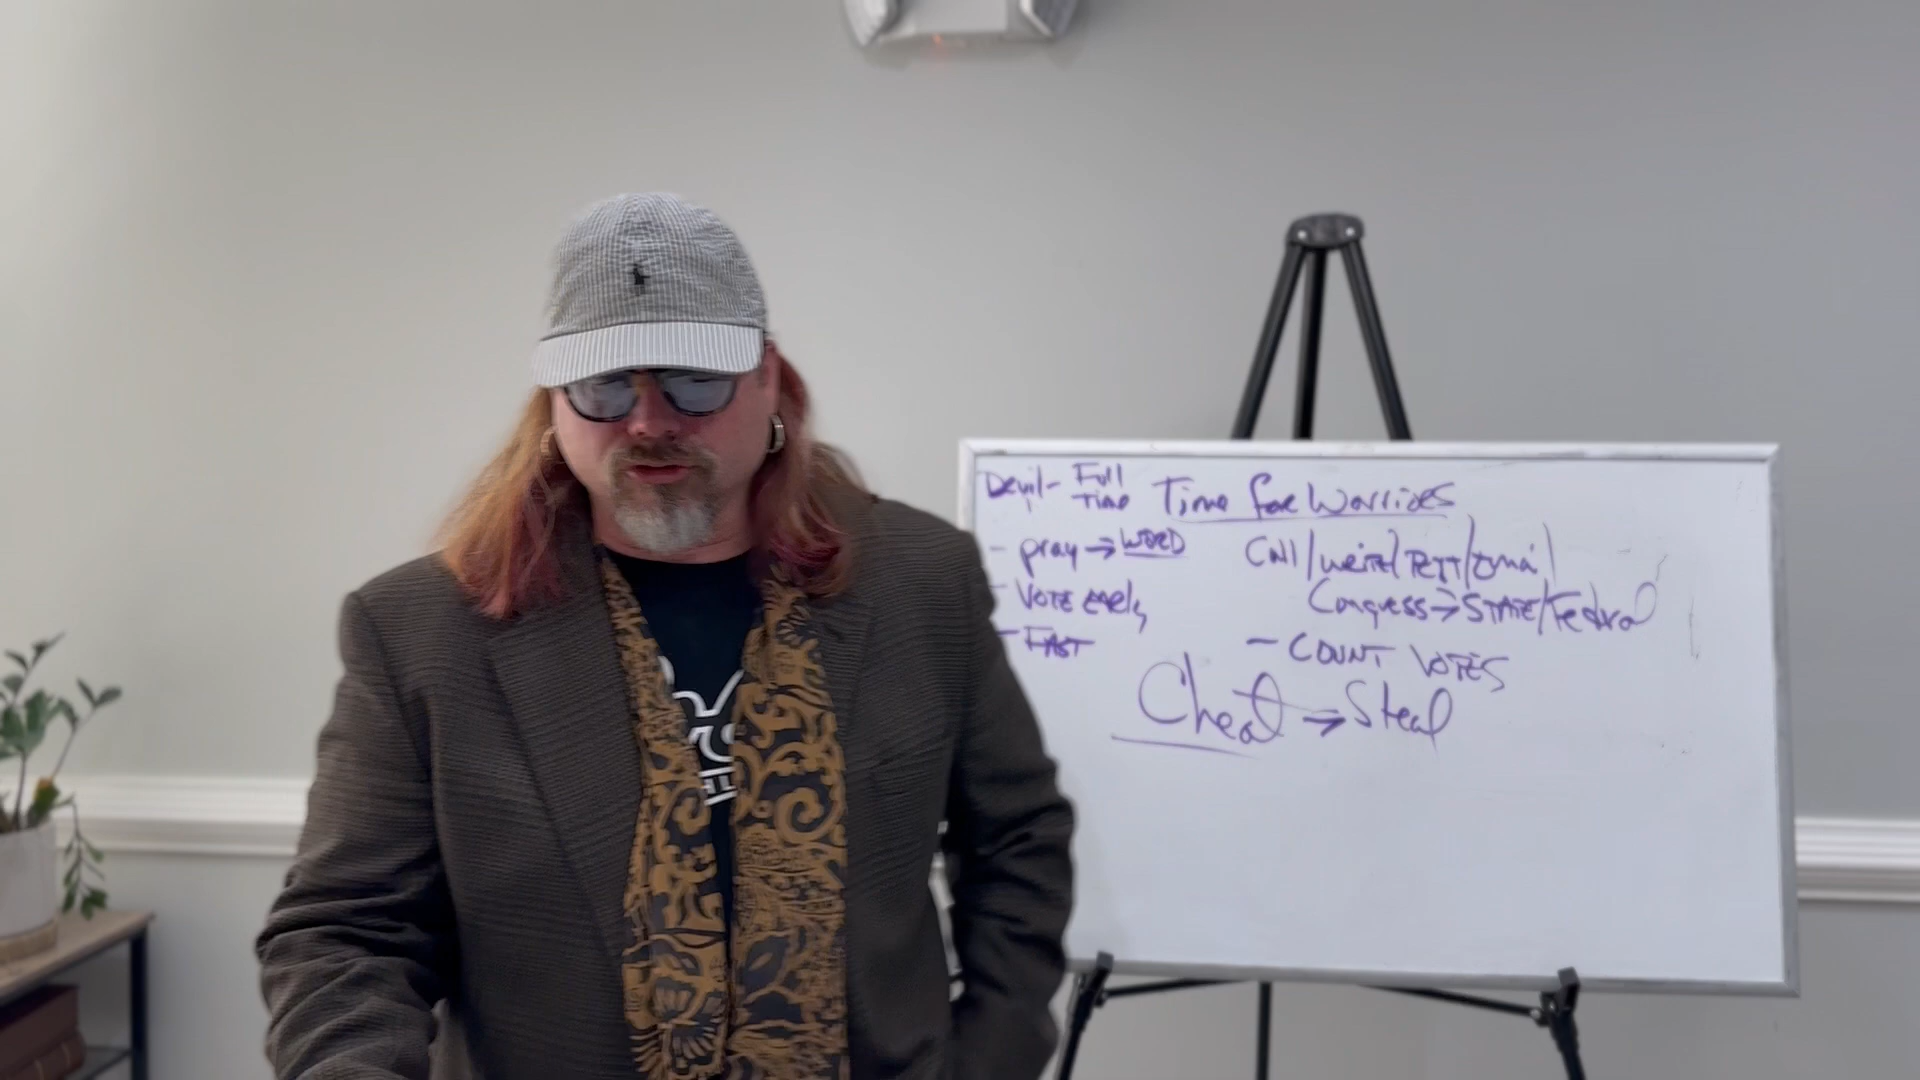 Devil- Full Time
Time for Warriors
- pray → WORD
- VOTE EARly
- FAST
Call/write/Text/Email
Congress → STATE/Federal
- COUNT VOTES
Cheat → Steal